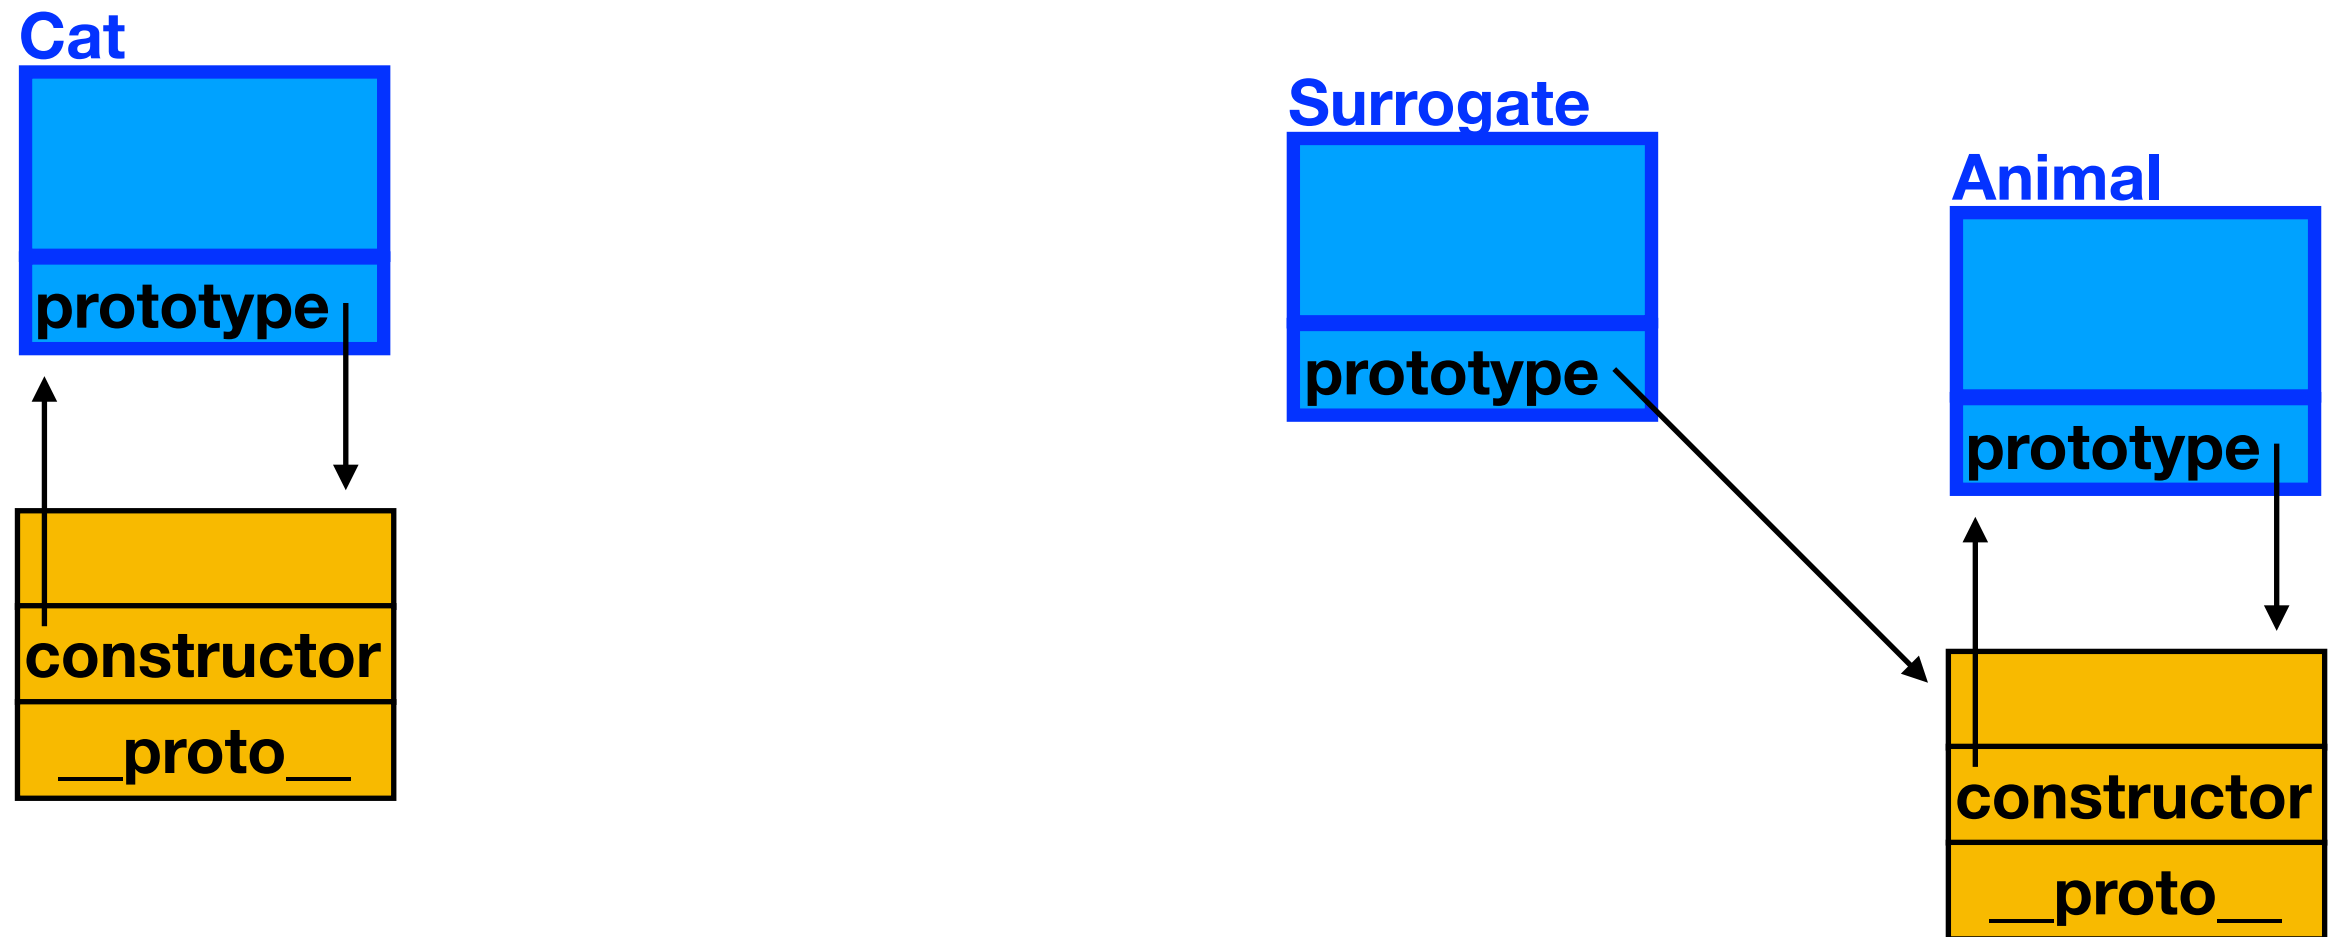 Cat
prototype
constructor
__proto__
Surrogate
prototype
Animal
prototype
constructor
__proto__